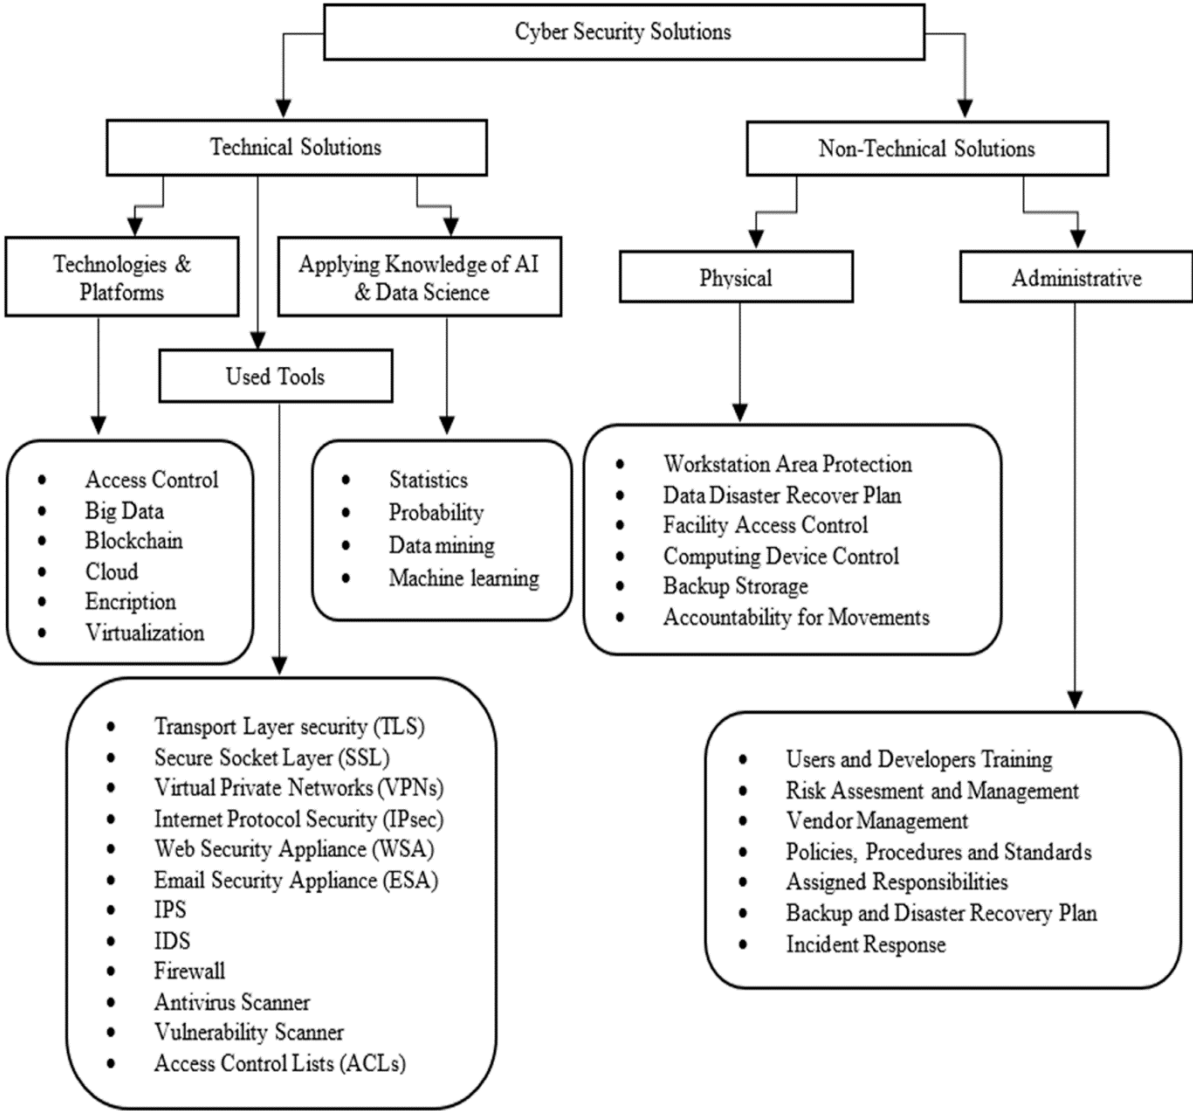 Cyber Security Solutions
Technical Solutions
Non-Technical Solutions
Technologies &
Platforms
Applying Knowledge of AI
& Data Science
Physical
Administrative
Used Tools
Access Control
Big Data
Blockchain
Cloud
Encription
Virtualization
Statistics
Probability
Data mining
Machine learning
Workstation Area Protection
Data Disaster Recover Plan
Facility Access Control
Computing Device Control
Backup Strorage
Accountability for Movements
Transport Layer security (TLS)
Secure Socket Layer (SSL)
Virtual Private Networks (VPNs)
Internet Protocol Security (IPsec)
Web Security Appliance (WSA)
Email Security Appliance (ESA)
IPS
IDS
Firewall
Antivirus Scanner
Vulnerability Scanner
Access Control Lists (ACLs)
Users and Developers Training
Risk Assesment and Management
Vendor Management
Policies, Procedures and Standards
Assigned Responsibilities
Backup and Disaster Recovery Plan
Incident Response